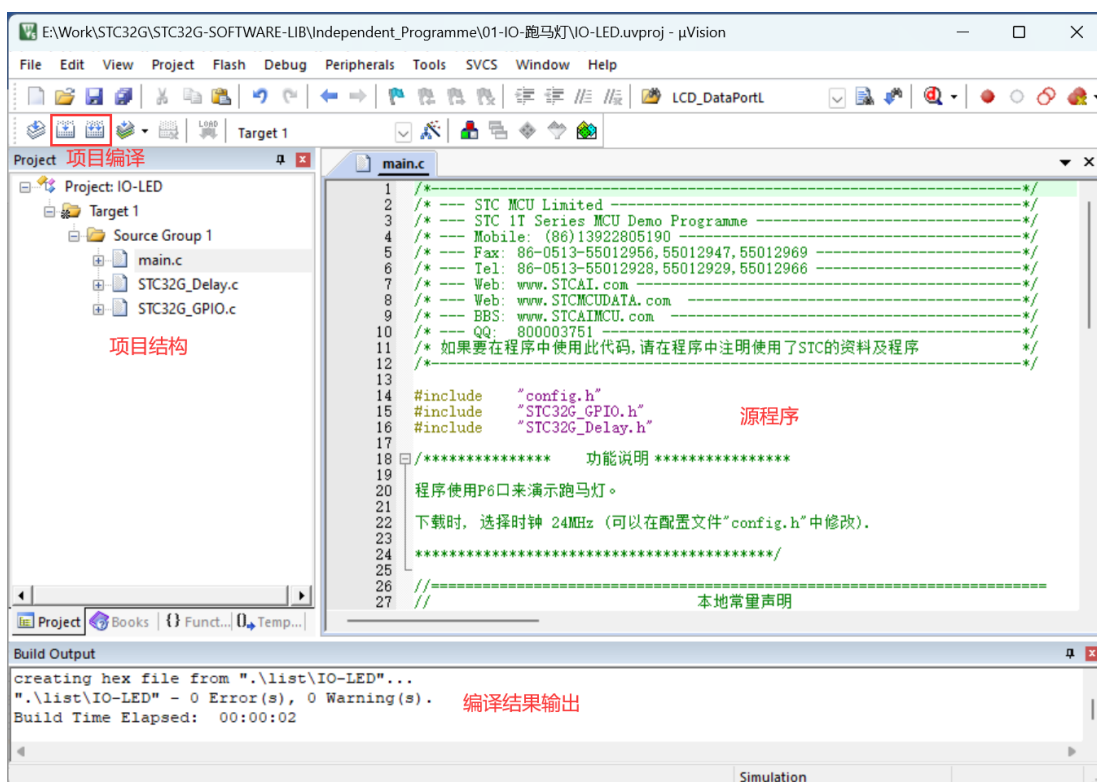 E:\Work\STC32G\STC32G-SOFTWARE-LIB\Independent_Programme\01-IO-跑马灯\IO-LED.uvproj - µVision
File Edit View Project Flash Debug Peripherals Tools SVCS Window Help
LCD_DataPortL
LOAD
Target 1
Project 项目编译
main.c
Project: IO-LED
Target 1
Source Group 1
main.c
STC32G_Delay.c
STC32G_GPIO.c
项目结构
1 /*---------------------------------------------------------------------*/
2 /* --- STC MCU Limited ------------------------------------------------*/
3 /* --- STC 1T Series MCU Demo Programme -------------------------------*/
4 /* --- Mobile: (86)13922805190 ----------------------------------------*/
5 /* --- Fax: 86-0513-55012956,55012947,55012969 ------------------------*/
6 /* --- Tel: 86-0513-55012928,55012929,55012966 ------------------------*/
7 /* --- Web: www.STCAI.com ---------------------------------------------*/
8 /* --- Web: www.STCMCUDATA.com ---------------------------------------*/
9 /* --- BBS: www.STCAIMCU.com -----------------------------------------*/
10 /* --- QQ:  800003751 -------------------------------------------------*/
11 /* 如果要在程序中使用此代码,请在程序中注明使用了STC的资料及程序 */
12 /*---------------------------------------------------------------------*/
13
14 #include "config.h"
15 #include "STC32G_GPIO.h"
16 #include "STC32G_Delay.h"
源程序
17
18 /*************** 功能说明 ****************
19
20 程序使用P6口来演示跑马灯。
21
22 下载时, 选择时钟 24MHz (可以在配置文件"config.h"中修改).
23
24 ******************************************/
25
26 //========================================================================
27 // 本地常量声明
Project Books {} Funct... 0 Temp...
Build Output
creating hex file from ".\list\IO-LED"...
".\list\IO-LED" - 0 Error(s), 0 Warning(s).
Build Time Elapsed:  00:00:02
编译结果输出
Simulation